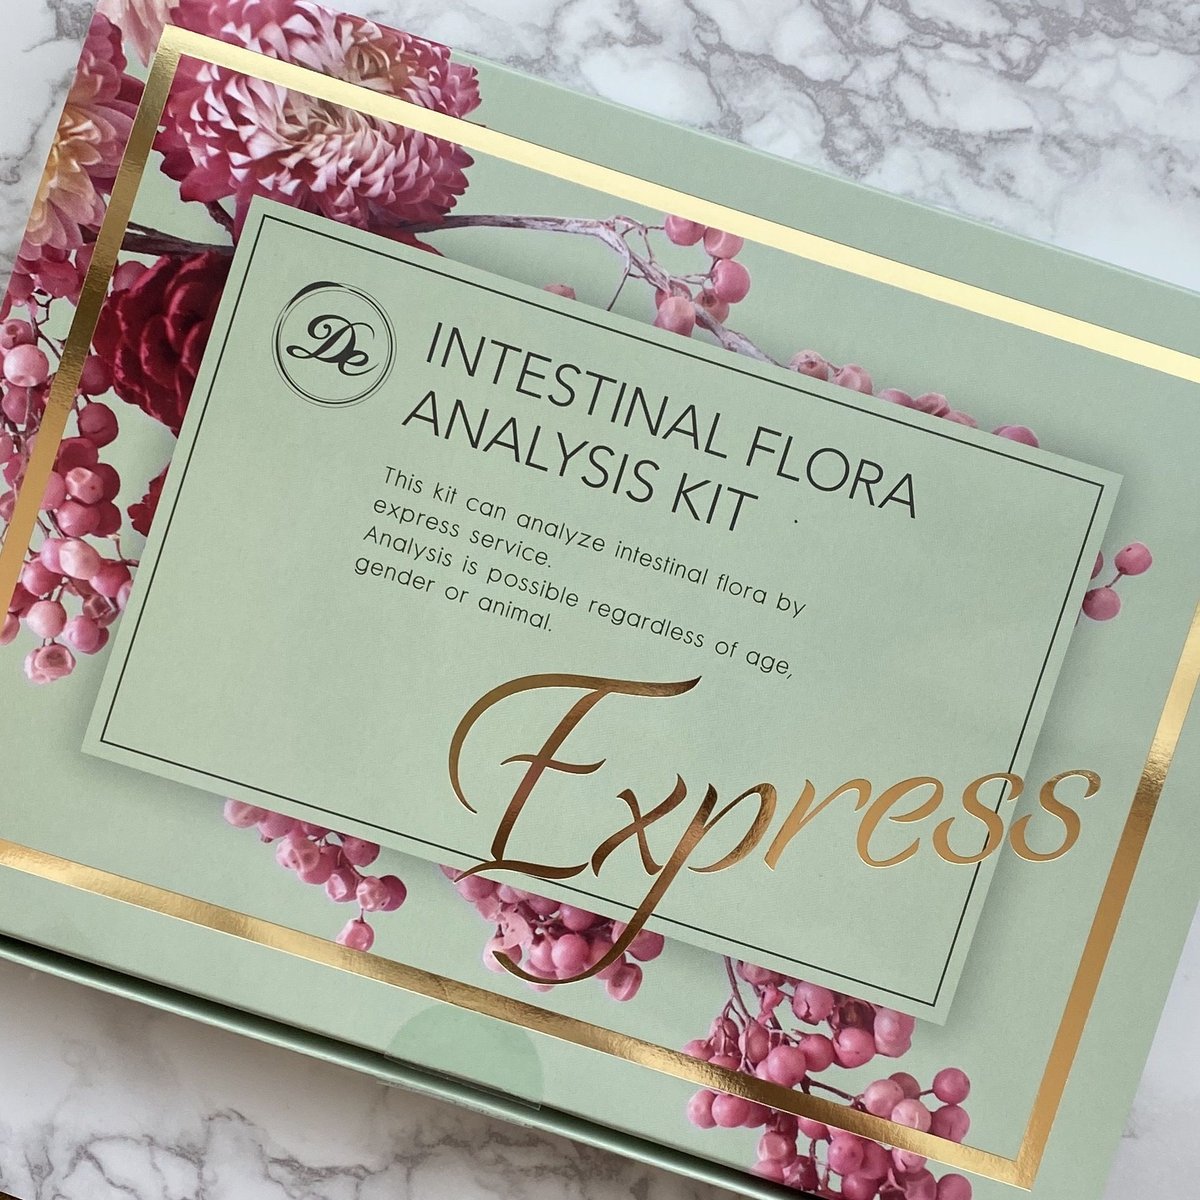 De
INTESTINAL FLORA
ANALYSIS KIT
This kit can analyze intestinal flora by
express service.
Analysis is possible regardless of age,
gender or animal.
Express